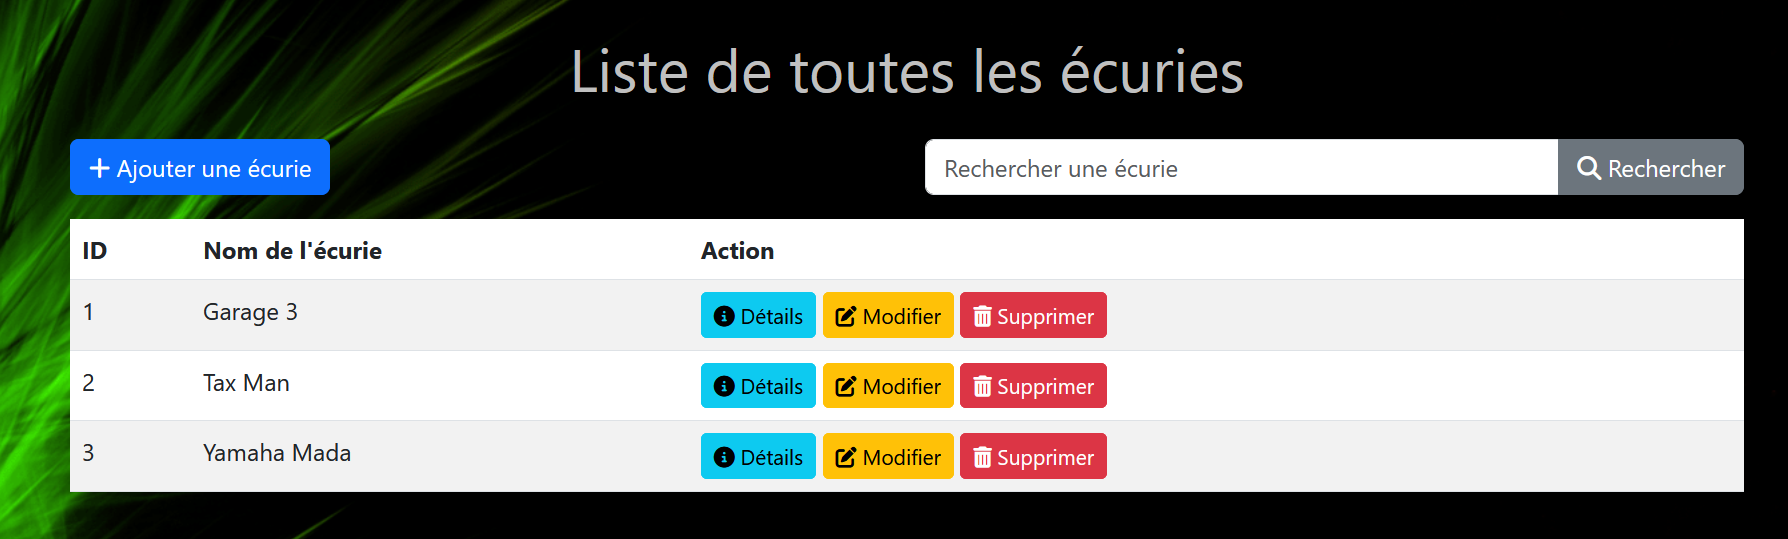 Liste de toutes les écuries
Ajouter une écurie
Rechercher une écurie Rechercher
ID Nom de l'écurie Action
1 Garage 3 Détails Modifier Supprimer
2 Tax Man Détails Modifier Supprimer
3 Yamaha Mada Détails Modifier Supprimer